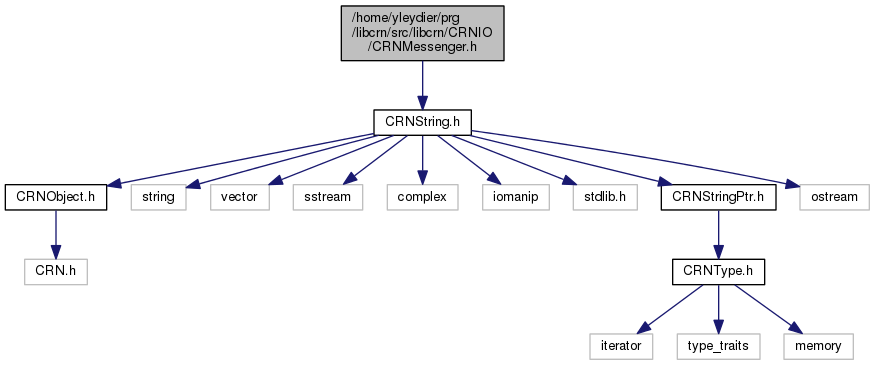 /home/yleydier/prg
/libcrn/src/libcrn/CRNIO
/CRNMessenger.h
CRNString.h
CRNObject.h
string
vector
sstream
complex
iomanip
stdlib.h
CRNStringPtr.h
ostream
CRN.h
CRNType.h
iterator
type_traits
memory